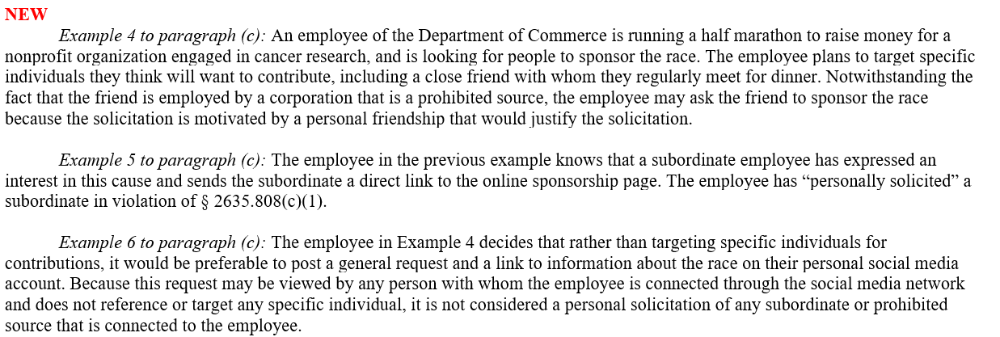 NEW
Example 4 to paragraph (c): An employee of the Department of Commerce is running a half marathon to raise money for a
nonprofit organization engaged in cancer research, and is looking for people to sponsor the race. The employee plans to target specific
individuals they think will want to contribute, including a close friend with whom they regularly meet for dinner. Notwithstanding the
fact that the friend is employed by a corporation that is a prohibited source, the employee may ask the friend to sponsor the race
because the solicitation is motivated by a personal friendship that would justify the solicitation.
Example 5 to paragraph (c): The employee in the previous example knows that a subordinate employee has expressed an
interest in this cause and sends the subordinate a direct link to the online sponsorship page. The employee has “personally solicited” a
subordinate in violation of § 2635.808(c)(1).
Example 6 to paragraph (c): The employee in Example 4 decides that rather than targeting specific individuals for
contributions, it would be preferable to post a general request and a link to information about the race on their personal social media
account. Because this request may be viewed by any person with whom the employee is connected through the social media network
and does not reference or target any specific individual, it is not considered a personal solicitation of any subordinate or prohibited
source that is connected to the employee.